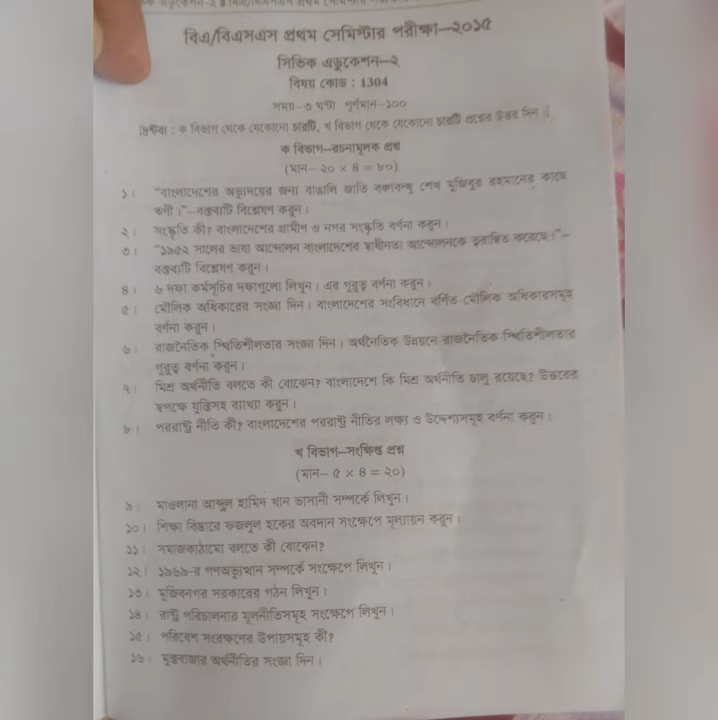 এডুকেশন-২
বিএ/বিএসএস প্রথম সেমিস্টার পরীক্ষা—২০১৫
সিভিক এডুকেশন—২
বিষয় কোড : 1304
সময়—৩ ঘণ্টা পূর্ণমান—১০০
[দ্রষ্টব্য : ক বিভাগ থেকে যেকোনো চারটি, খ বিভাগ থেকে যেকোনো চারটি প্রশ্নের উত্তর দিন।]
ক বিভাগ—রচনামূলক প্রশ্ন
(মান— ২০ × ৪ = ৮০)
১। "বাংলাদেশের অভ্যুদয়ের জন্য বাঙালি জাতি বঙ্গবন্ধু শেখ মুজিবুর রহমানের কাছে
ঋণী।"—বক্তব্যটি বিশ্লেষণ করুন।
২। সংস্কৃতি কী? বাংলাদেশের গ্রামীণ ও নগর সংস্কৃতি বর্ণনা করুন।
৩। "১৯৫২ সালের ভাষা আন্দোলন বাংলাদেশের স্বাধীনতা আন্দোলনকে ত্বরান্বিত করেছে।"—
বক্তব্যটি বিশ্লেষণ করুন।
৪। ৬ দফা কর্মসূচির দফাগুলো লিখুন। এর গুরুত্ব বর্ণনা করুন।
৫। মৌলিক অধিকারের সংজ্ঞা দিন। বাংলাদেশের সংবিধানে বর্ণিত মৌলিক অধিকারসমূহ
বর্ণনা করুন।
৬। রাজনৈতিক স্থিতিশীলতার সংজ্ঞা দিন। অর্থনৈতিক উন্নয়নে রাজনৈতিক স্থিতিশীলতার
গুরুত্ব বর্ণনা করুন।
৭। মিশ্র অর্থনীতি বলতে কী বোঝেন? বাংলাদেশে কি মিশ্র অর্থনীতি চালু রয়েছে? উত্তরের
স্বপক্ষে যুক্তিসহ ব্যাখ্যা করুন।
৮। পররাষ্ট্র নীতি কী? বাংলাদেশের পররাষ্ট্র নীতির লক্ষ্য ও উদ্দেশ্যসমূহ বর্ণনা করুন।
খ বিভাগ—সংক্ষিপ্ত প্রশ্ন
(মান— ৫ × ৪ = ২০)
৯। মাওলানা আব্দুল হামিদ খান ভাসানী সম্পর্কে লিখুন।
১০। শিক্ষা বিস্তারে ফজলুল হকের অবদান সংক্ষেপে মূল্যায়ন করুন।
১১। সমাজকাঠামো বলতে কী বোঝেন?
১২। ১৯৬৯-র গণঅভ্যুত্থান সম্পর্কে সংক্ষেপে লিখুন।
১৩। মুজিবনগর সরকারের গঠন লিখুন।
১৪। রাষ্ট্র পরিচালনার মূলনীতিসমূহ সংক্ষেপে লিখুন।
১৫। পরিবেশ সংরক্ষণের উপায়সমূহ কী?
১৬। মুক্তবাজার অর্থনীতির সংজ্ঞা দিন।